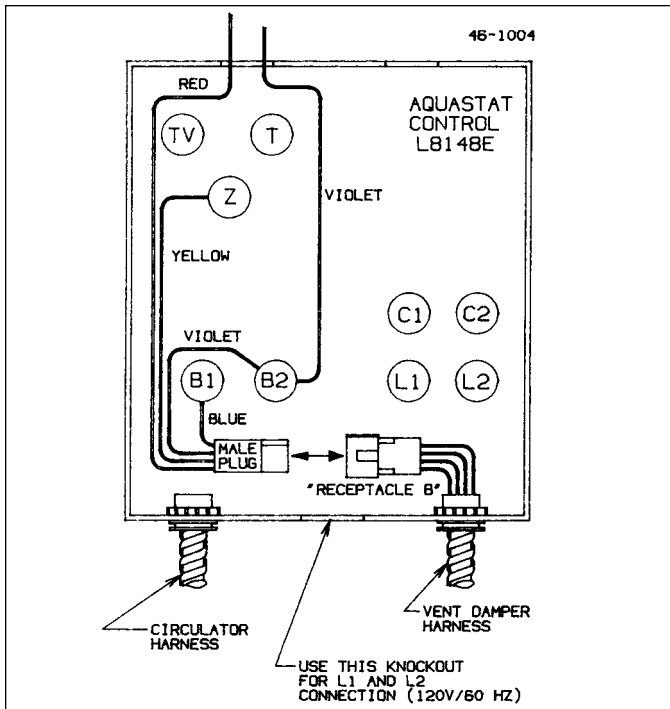 46-1004
RED
AQUASTAT
CONTROL
L8148E
TV
T
Z
VIOLET
YELLOW
C1
C2
VIOLET
B1
B2
L1
L2
BLUE
MALE
PLUG
"RECEPTACLE B"
CIRCULATOR
HARNESS
VENT DAMPER
HARNESS
USE THIS KNOCKOUT
FOR L1 AND L2
CONNECTION (120V/60 HZ)